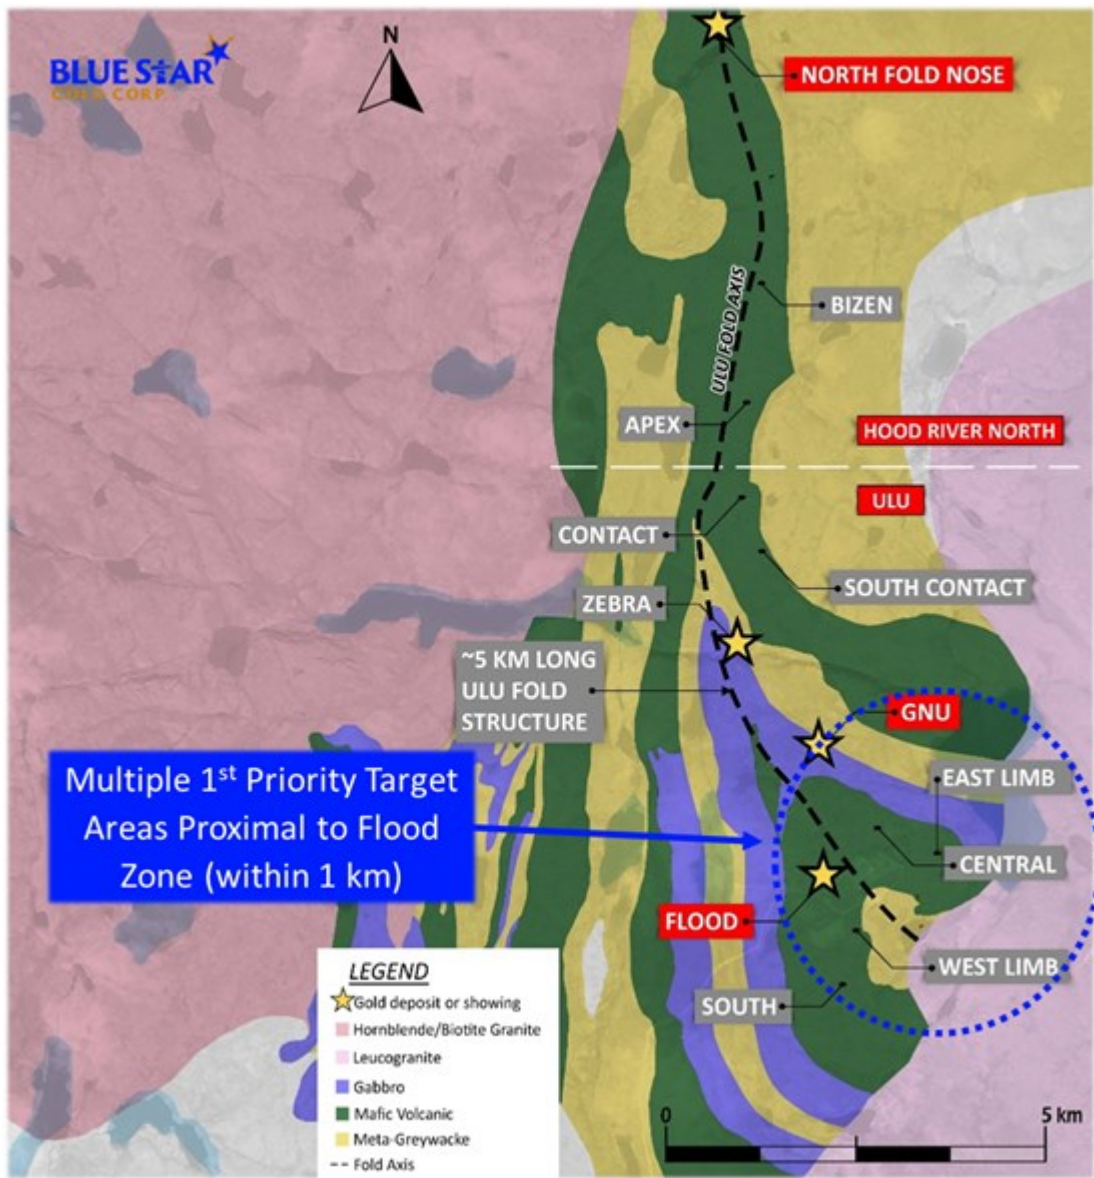 N
BLUE STAR
GOLD CORP.
NORTH FOLD NOSE
BIZEN
ULU FOLD AXIS
APEX
HOOD RIVER NORTH
ULU
CONTACT
SOUTH CONTACT
ZEBRA
~5 KM LONG
ULU FOLD
STRUCTURE
GNU
Multiple 1st Priority Target
Areas Proximal to Flood
Zone (within 1 km)
EAST LIMB
CENTRAL
FLOOD
WEST LIMB
SOUTH
LEGEND
Gold deposit or showing
Hornblende/Biotite Granite
Leucogranite
Gabbro
Mafic Volcanic
Meta-Greywacke
Fold Axis
0 5 km